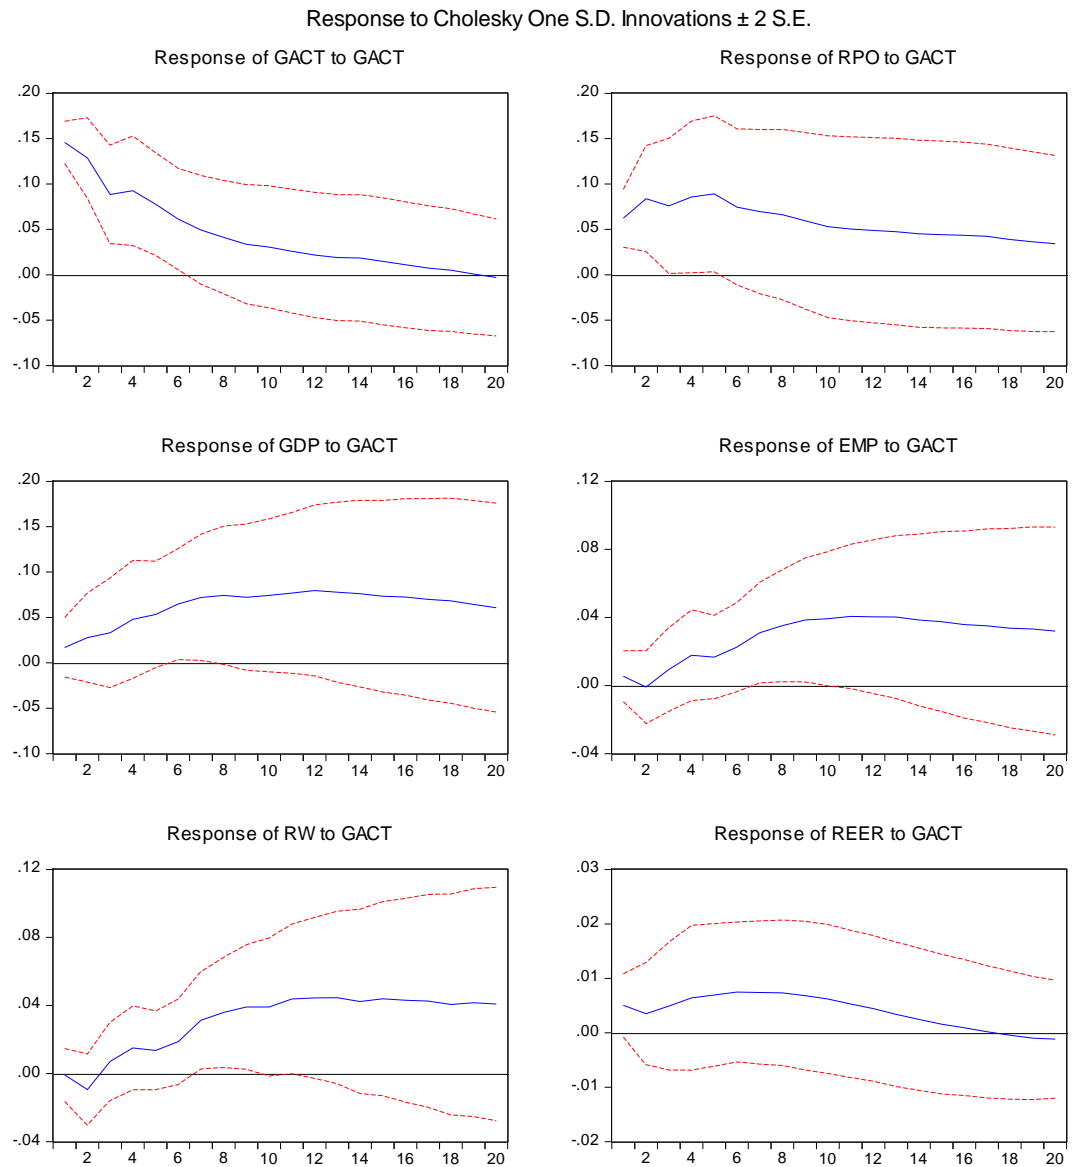 Response to Cholesky One S.D. Innovations ± 2 S.E.
Response of GACT to GACT
.20
.15
.10
.05
.00
-.05
-.10
2 4 6 8 10 12 14 16 18 20
Response of RPO to GACT
.20
.15
.10
.05
.00
-.05
-.10
2 4 6 8 10 12 14 16 18 20
Response of GDP to GACT
.20
.15
.10
.05
.00
-.05
-.10
2 4 6 8 10 12 14 16 18 20
Response of EMP to GACT
.12
.08
.04
.00
-.04
2 4 6 8 10 12 14 16 18 20
Response of RW to GACT
.12
.08
.04
.00
-.04
2 4 6 8 10 12 14 16 18 20
Response of REER to GACT
.03
.02
.01
.00
-.01
-.02
2 4 6 8 10 12 14 16 18 20